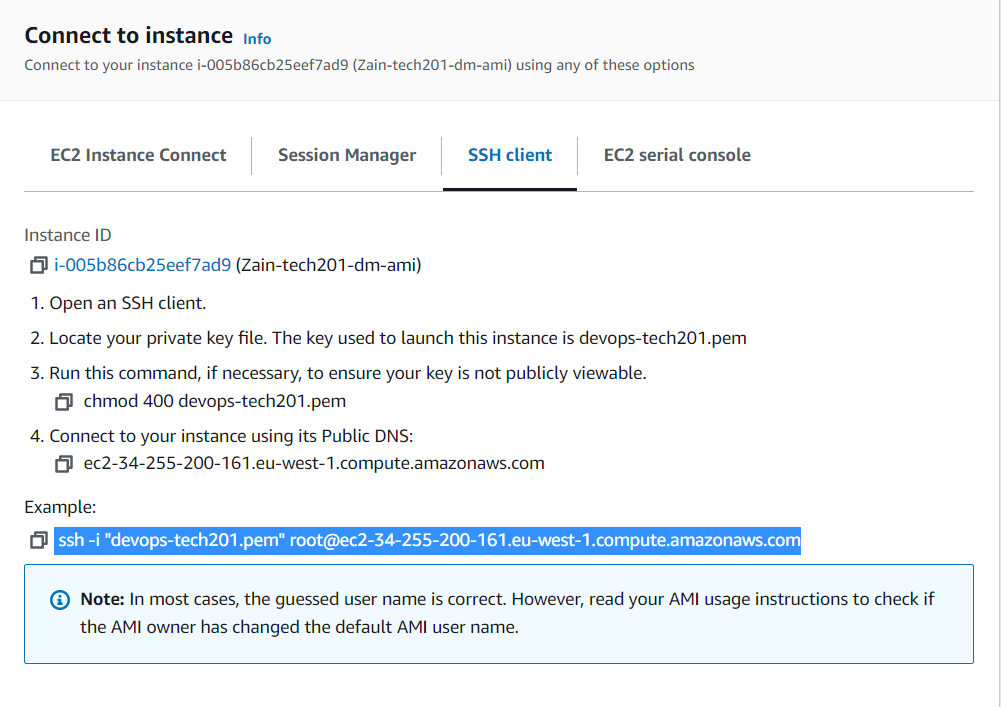 Connect to instance Info
Connect to your instance i-005b86cb25eef7ad9 (Zain-tech201-dm-ami) using any of these options
EC2 Instance Connect
Session Manager
SSH client
EC2 serial console
Instance ID
i-005b86cb25eef7ad9 (Zain-tech201-dm-ami)
1. Open an SSH client.
2. Locate your private key file. The key used to launch this instance is devops-tech201.pem
3. Run this command, if necessary, to ensure your key is not publicly viewable.
chmod 400 devops-tech201.pem
4. Connect to your instance using its Public DNS:
ec2-34-255-200-161.eu-west-1.compute.amazonaws.com
Example:
ssh -i "devops-tech201.pem" root@ec2-34-255-200-161.eu-west-1.compute.amazonaws.com
Note: In most cases, the guessed user name is correct. However, read your AMI usage instructions to check if
the AMI owner has changed the default AMI user name.